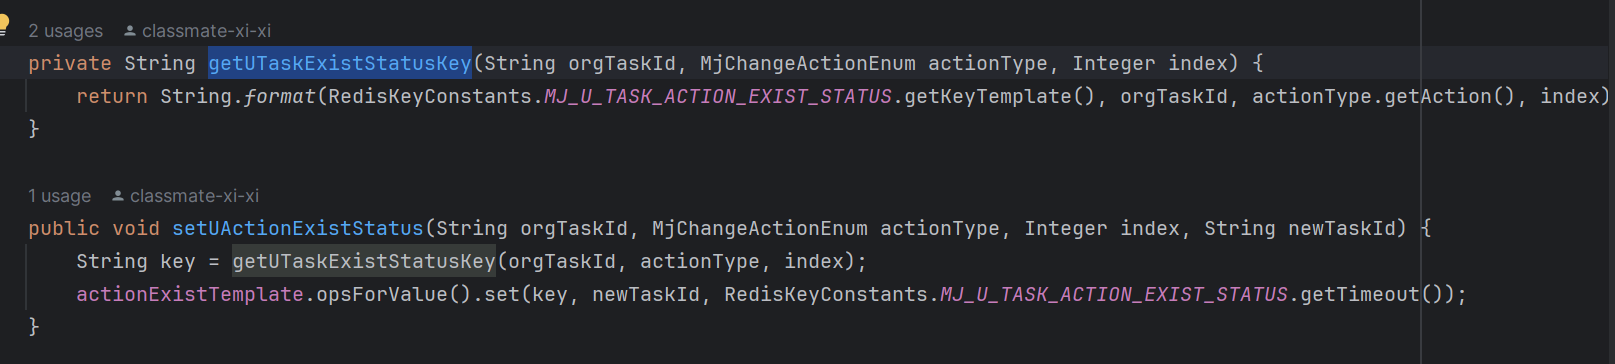 2 usages classmate-xi-xi
private String getUTaskExistStatusKey(String orgTaskId, MjChangeActionEnum actionType, Integer index) {
return String.format(RedisKeyConstants.MJ_U_TASK_ACTION_EXIST_STATUS.getKeyTemplate(), orgTaskId, actionType.getAction(), index)
}
1 usage classmate-xi-xi
public void setUActionExistStatus(String orgTaskId, MjChangeActionEnum actionType, Integer index, String newTaskId) {
String key = getUTaskExistStatusKey(orgTaskId, actionType, index);
actionExistTemplate.opsForValue().set(key, newTaskId, RedisKeyConstants.MJ_U_TASK_ACTION_EXIST_STATUS.getTimeout());
}